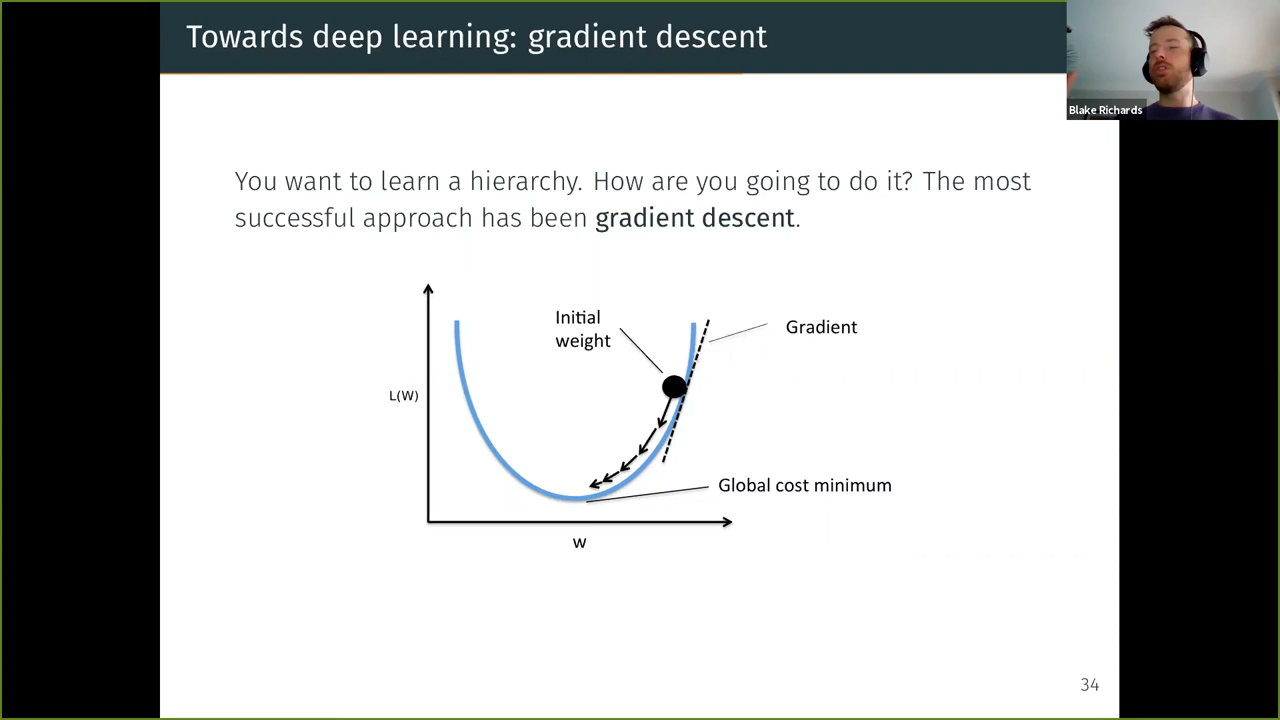 Towards deep learning: gradient descent
Blake Richards
You want to learn a hierarchy. How are you going to do it? The most
successful approach has been gradient descent.
Initial
weight
Gradient
L(W)
Global cost minimum
w
34